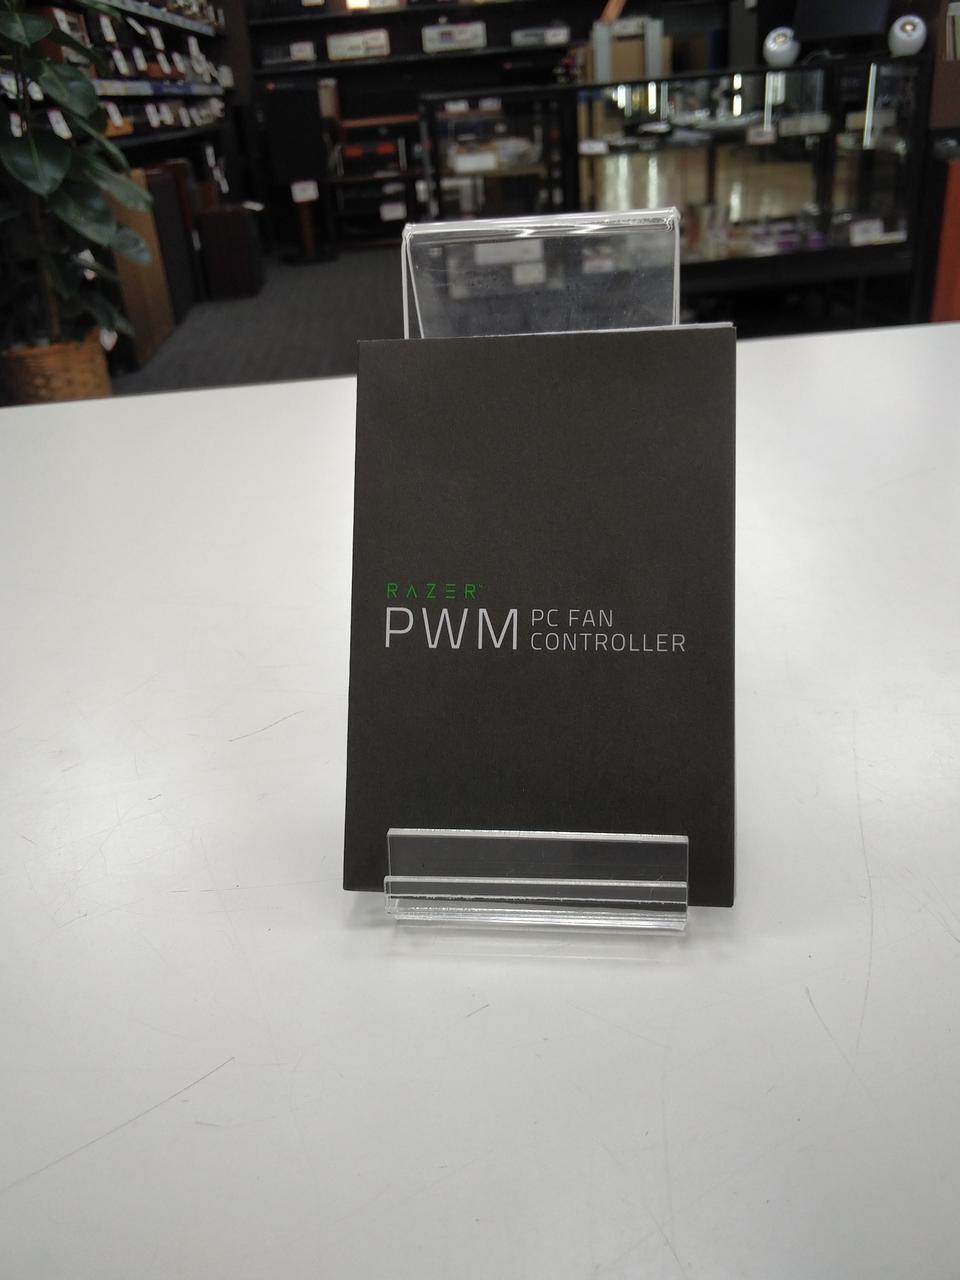 RAZER™
PWM PC FAN
CONTROLLER